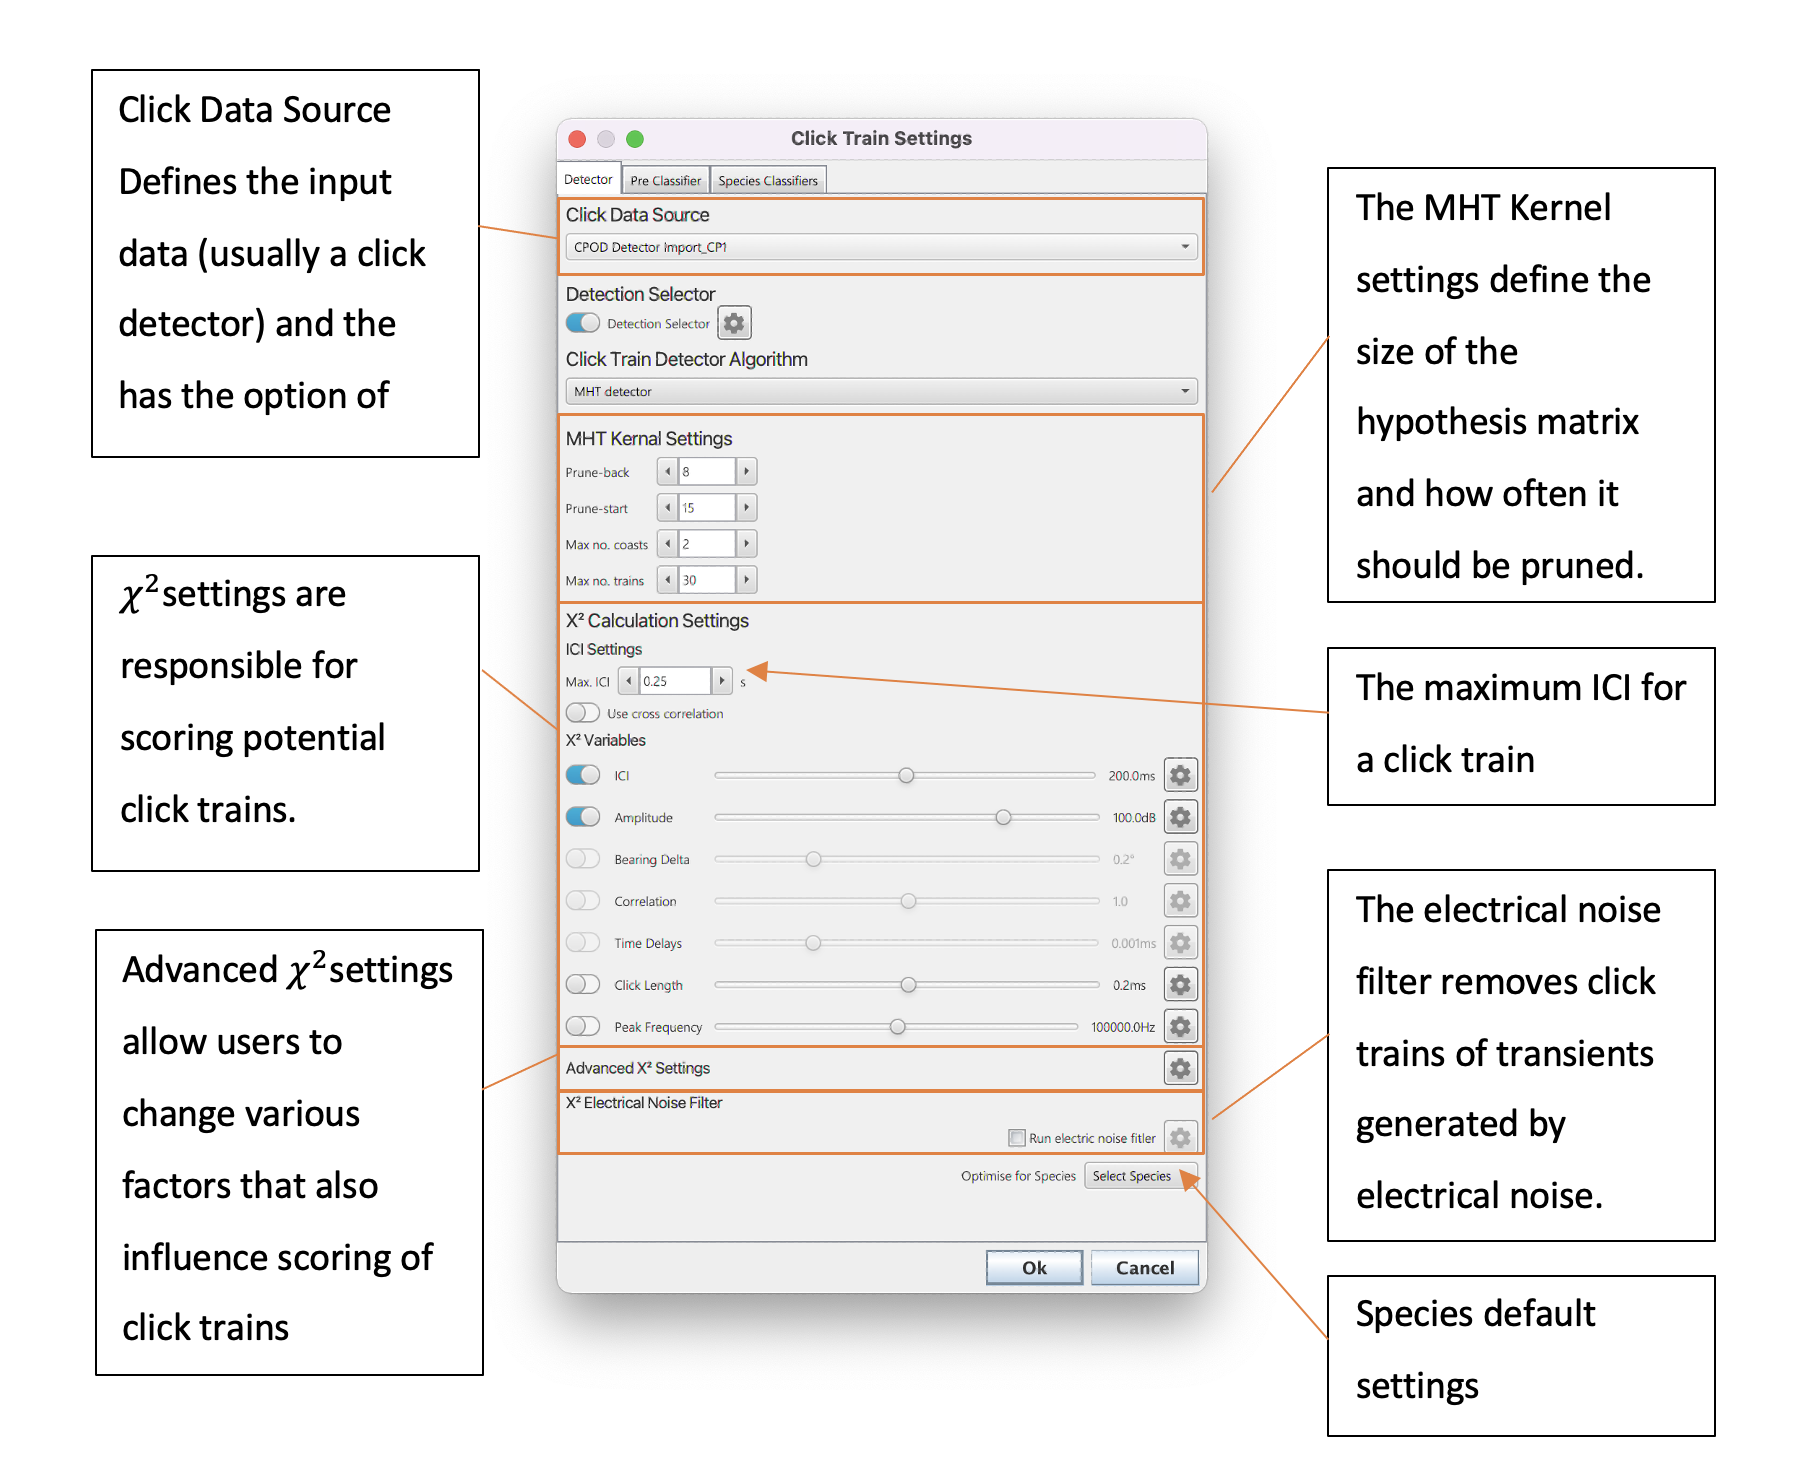 Click Data Source
Defines the input
data (usually a click
detector) and the
has the option of
χ² settings are
responsible for
scoring potential
click trains.
Advanced χ² settings
allow users to
change various
factors that also
influence scoring of
click trains
Click Train Settings
Detector Pre Classifier Species Classifiers
Click Data Source
CPOD Detector Import_CP1
Detection Selector
Detection Selector
Click Train Detector Algorithm
MHT detector
MHT Kernal Settings
Prune-back 8
Prune-start 15
Max no. coasts 2
Max no. trains 30
X² Calculation Settings
ICI Settings
Max. ICI 0.25 s
Use cross correlation
X² Variables
ICI 200.0ms
Amplitude 100.0dB
Bearing Delta 0.2°
Correlation 1.0
Time Delays 0.001ms
Click Length 0.2ms
Peak Frequency 100000.0Hz
Advanced X² Settings
X² Electrical Noise Filter
Run electric noise fitler
Optimise for Species Select Species
Ok Cancel
The MHT Kernel
settings define the
size of the
hypothesis matrix
and how often it
should be pruned.
The maximum ICI for
a click train
The electrical noise
filter removes click
trains of transients
generated by
electrical noise.
Species default
settings